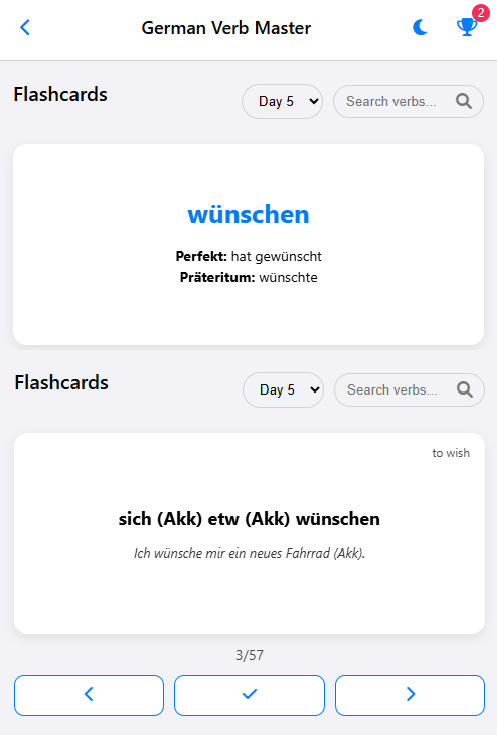 German Verb Master
2
Flashcards
Day 5
Search verbs...
wünschen
Perfekt: hat gewünscht
Präteritum: wünschte
Flashcards
Day 5
Search verbs...
to wish
sich (Akk) etw (Akk) wünschen
Ich wünsche mir ein neues Fahrrad (Akk).
3/57